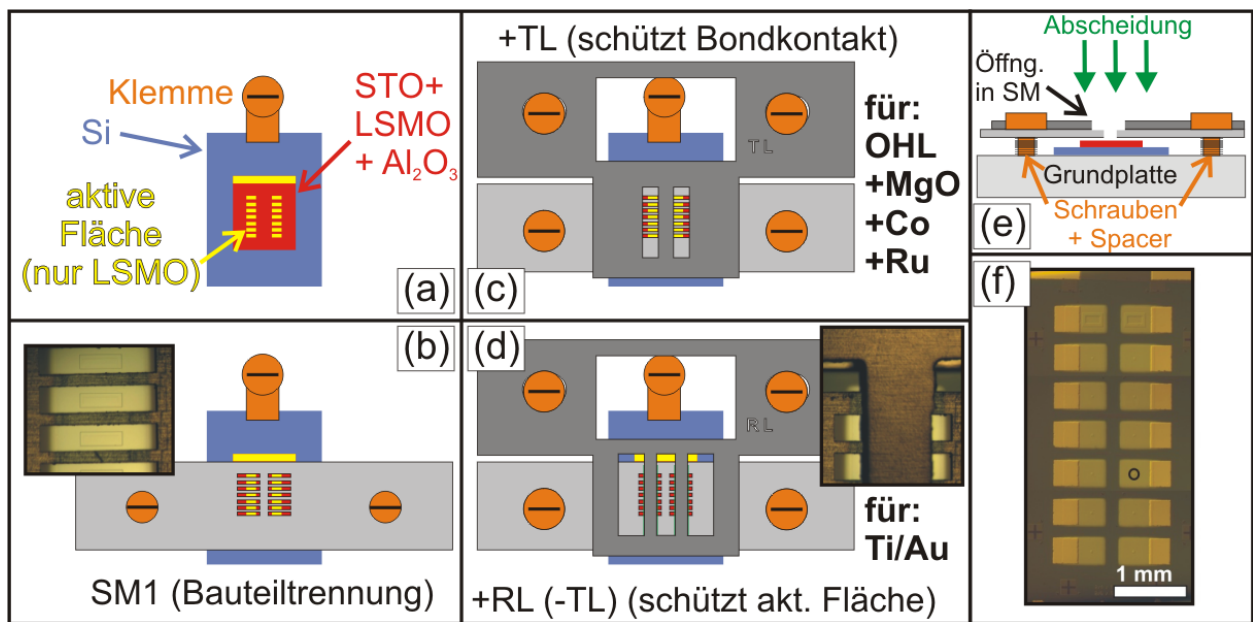 Klemme
Si
STO+
LSMO
+ Al₂O₃
aktive
Fläche
(nur LSMO)
(a)
(b)
SM1 (Bauteiltrennung)
+TL (schützt Bondkontakt)
TL
für:
OHL
+MgO
+Co
+Ru
(c)
(d)
RL
für:
Ti/Au
+RL (-TL) (schützt akt. Fläche)
Abscheidung
Öffng.
in SM
Grundplatte
Schrauben
+ Spacer
(e)
(f)
1 mm